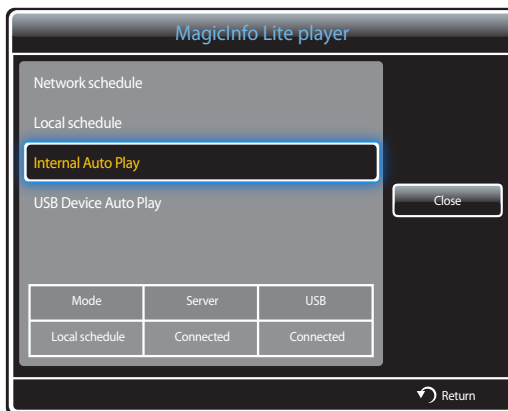 MagicInfo Lite player
Network schedule
Local schedule
Internal Auto Play
USB Device Auto Play
Close
Mode Server USB
Local schedule Connected Connected
Return